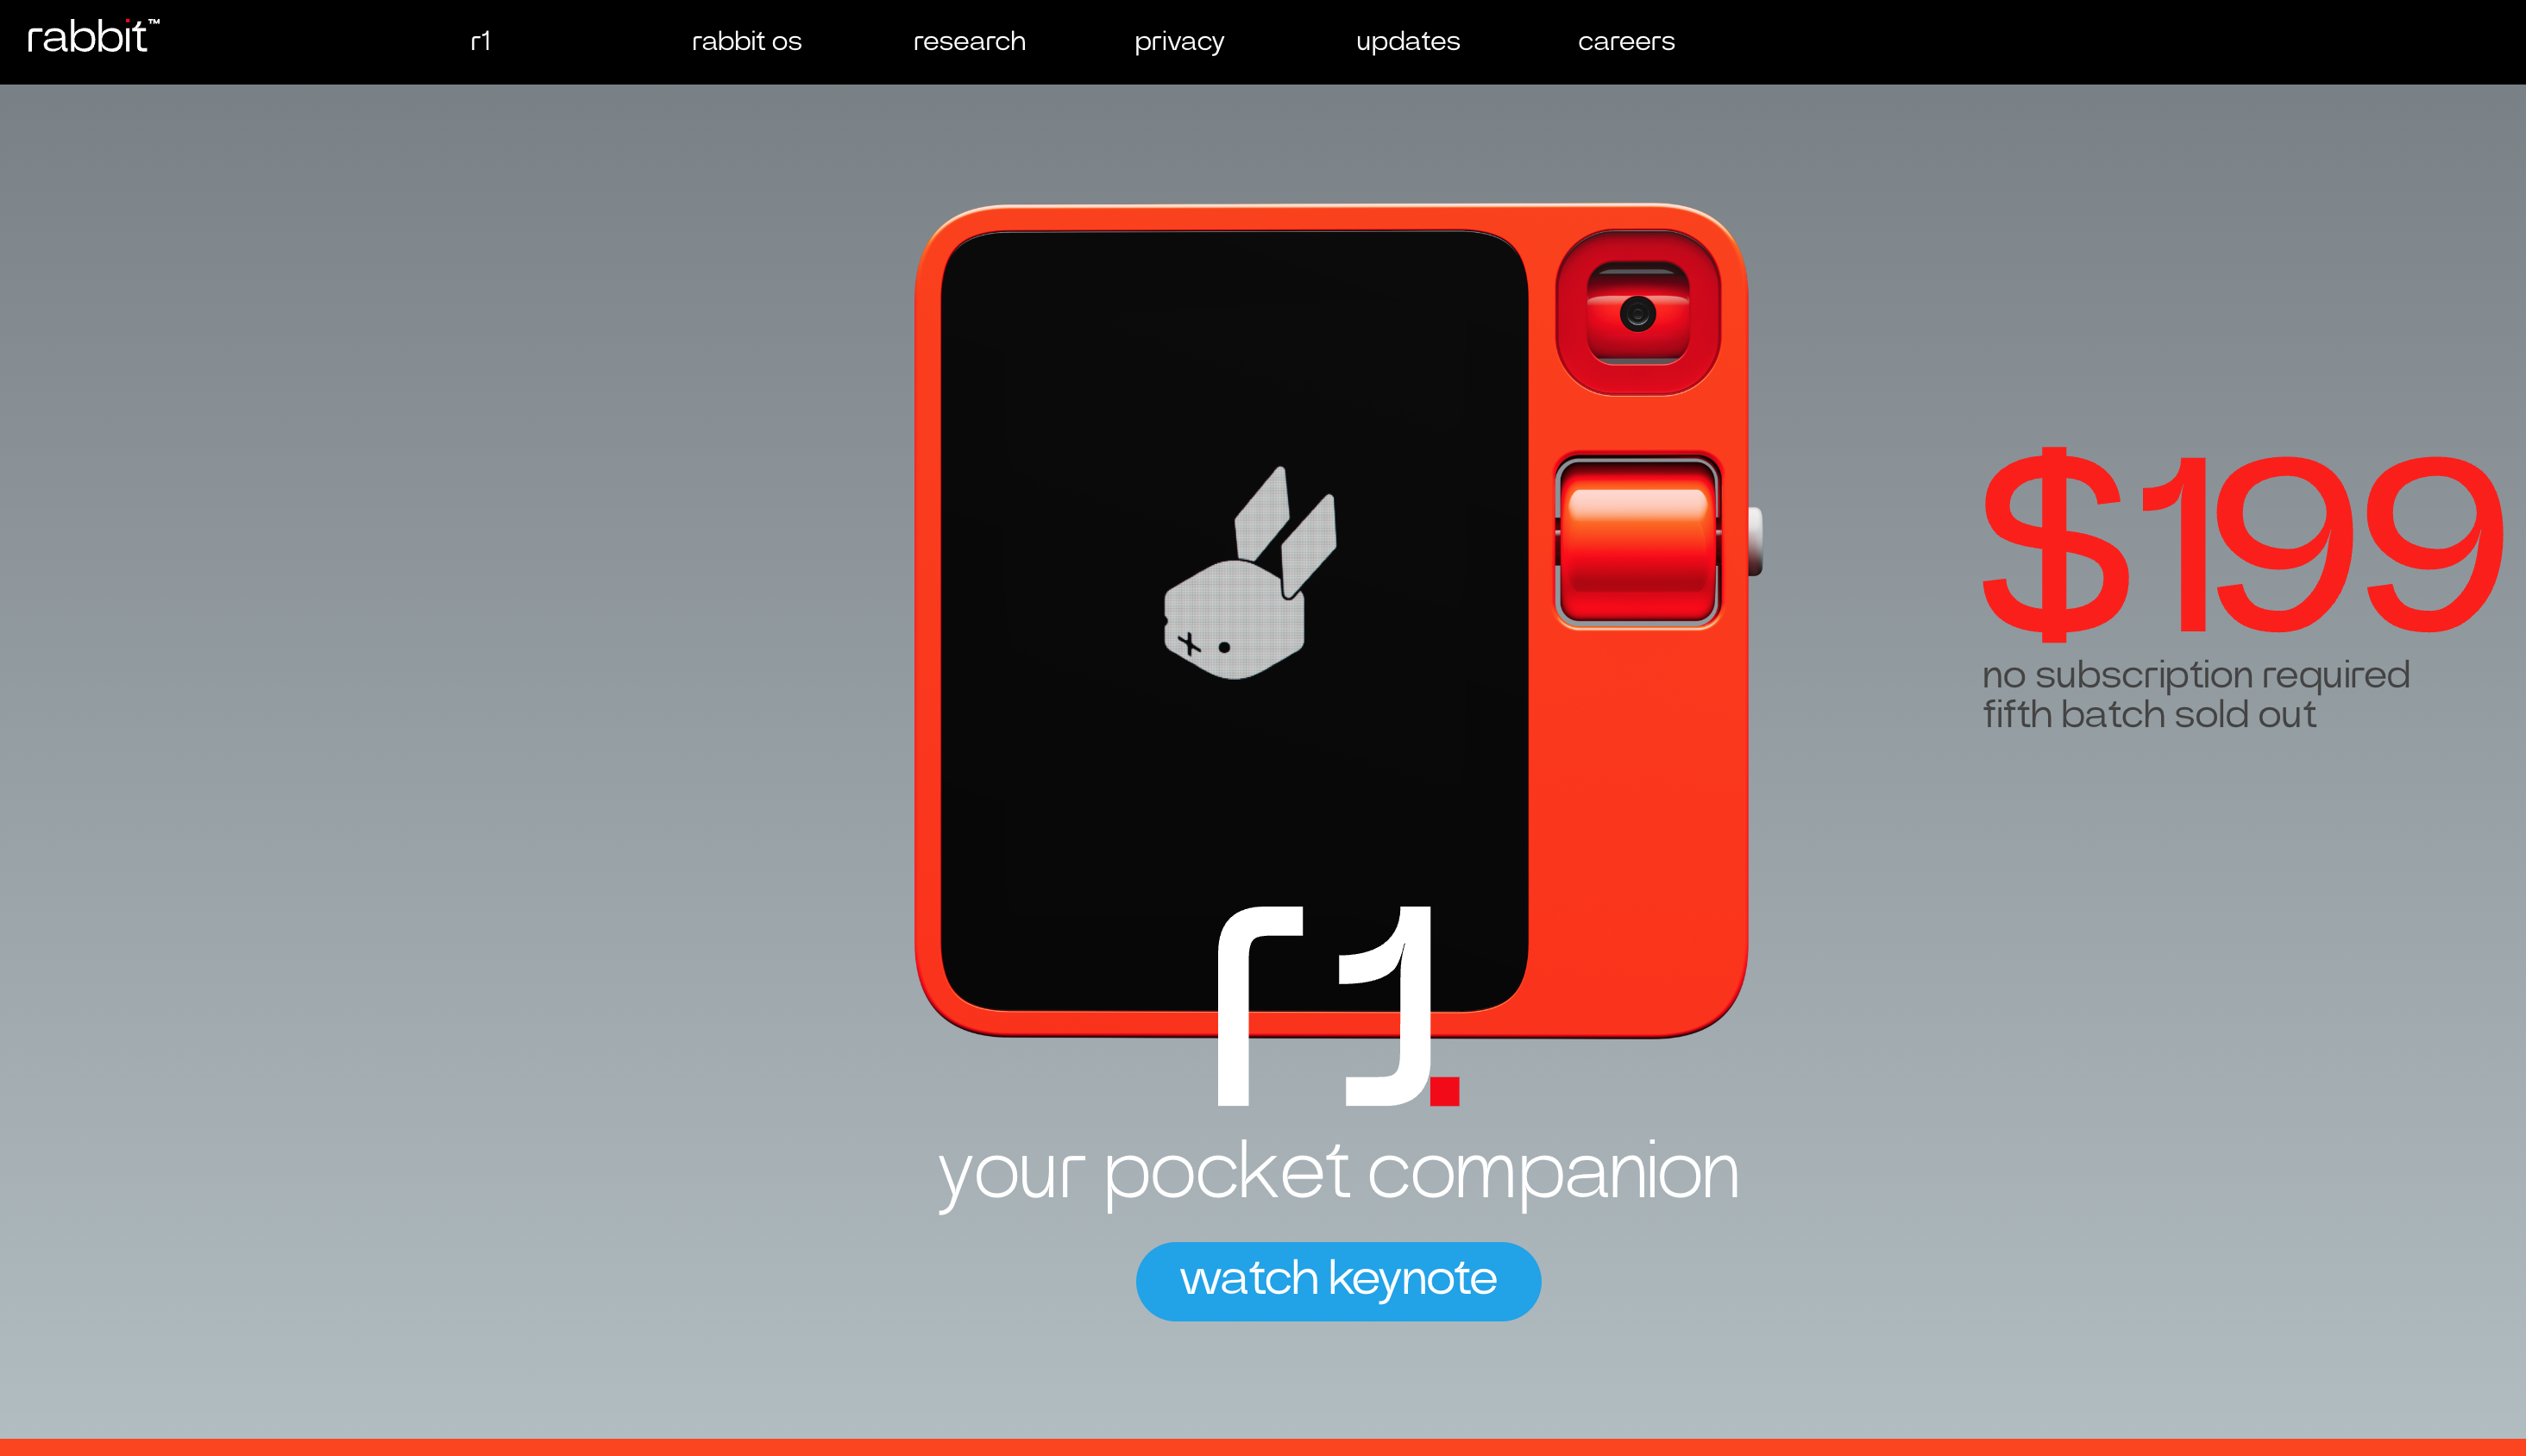 rabbit™
r1
rabbit os
research
privacy
updates
careers
$199
no subscription required
fifth batch sold out
r1.
your pocket companion
watch keynote